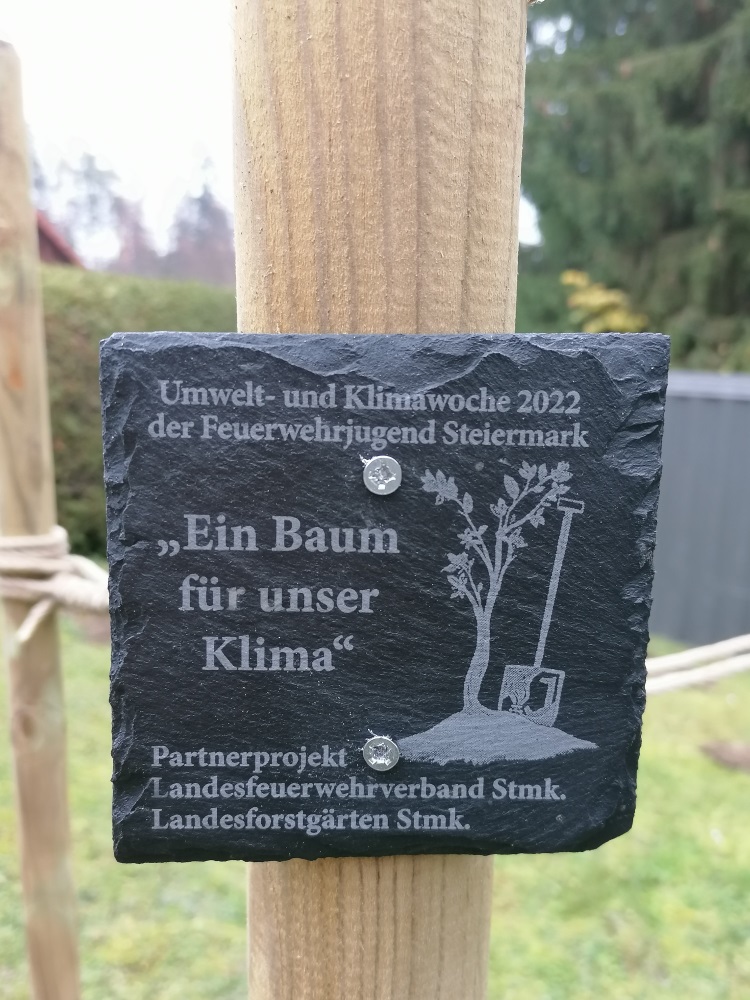 Umwelt- und Klimawoche 2022
der Feuerwehrjugend Steiermark
„Ein Baum
für unser
Klima“
Partnerprojekt
Landesfeuerwehrverband Stmk.
Landesforstgärten Stmk.